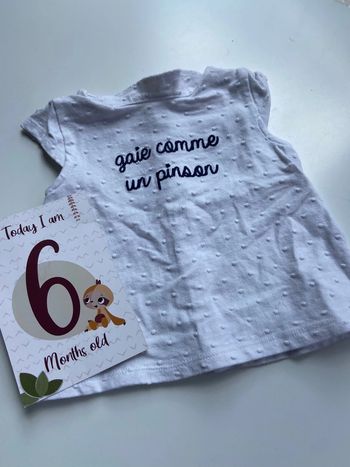 gaie comme
un pinson
Today I am
6
Months old